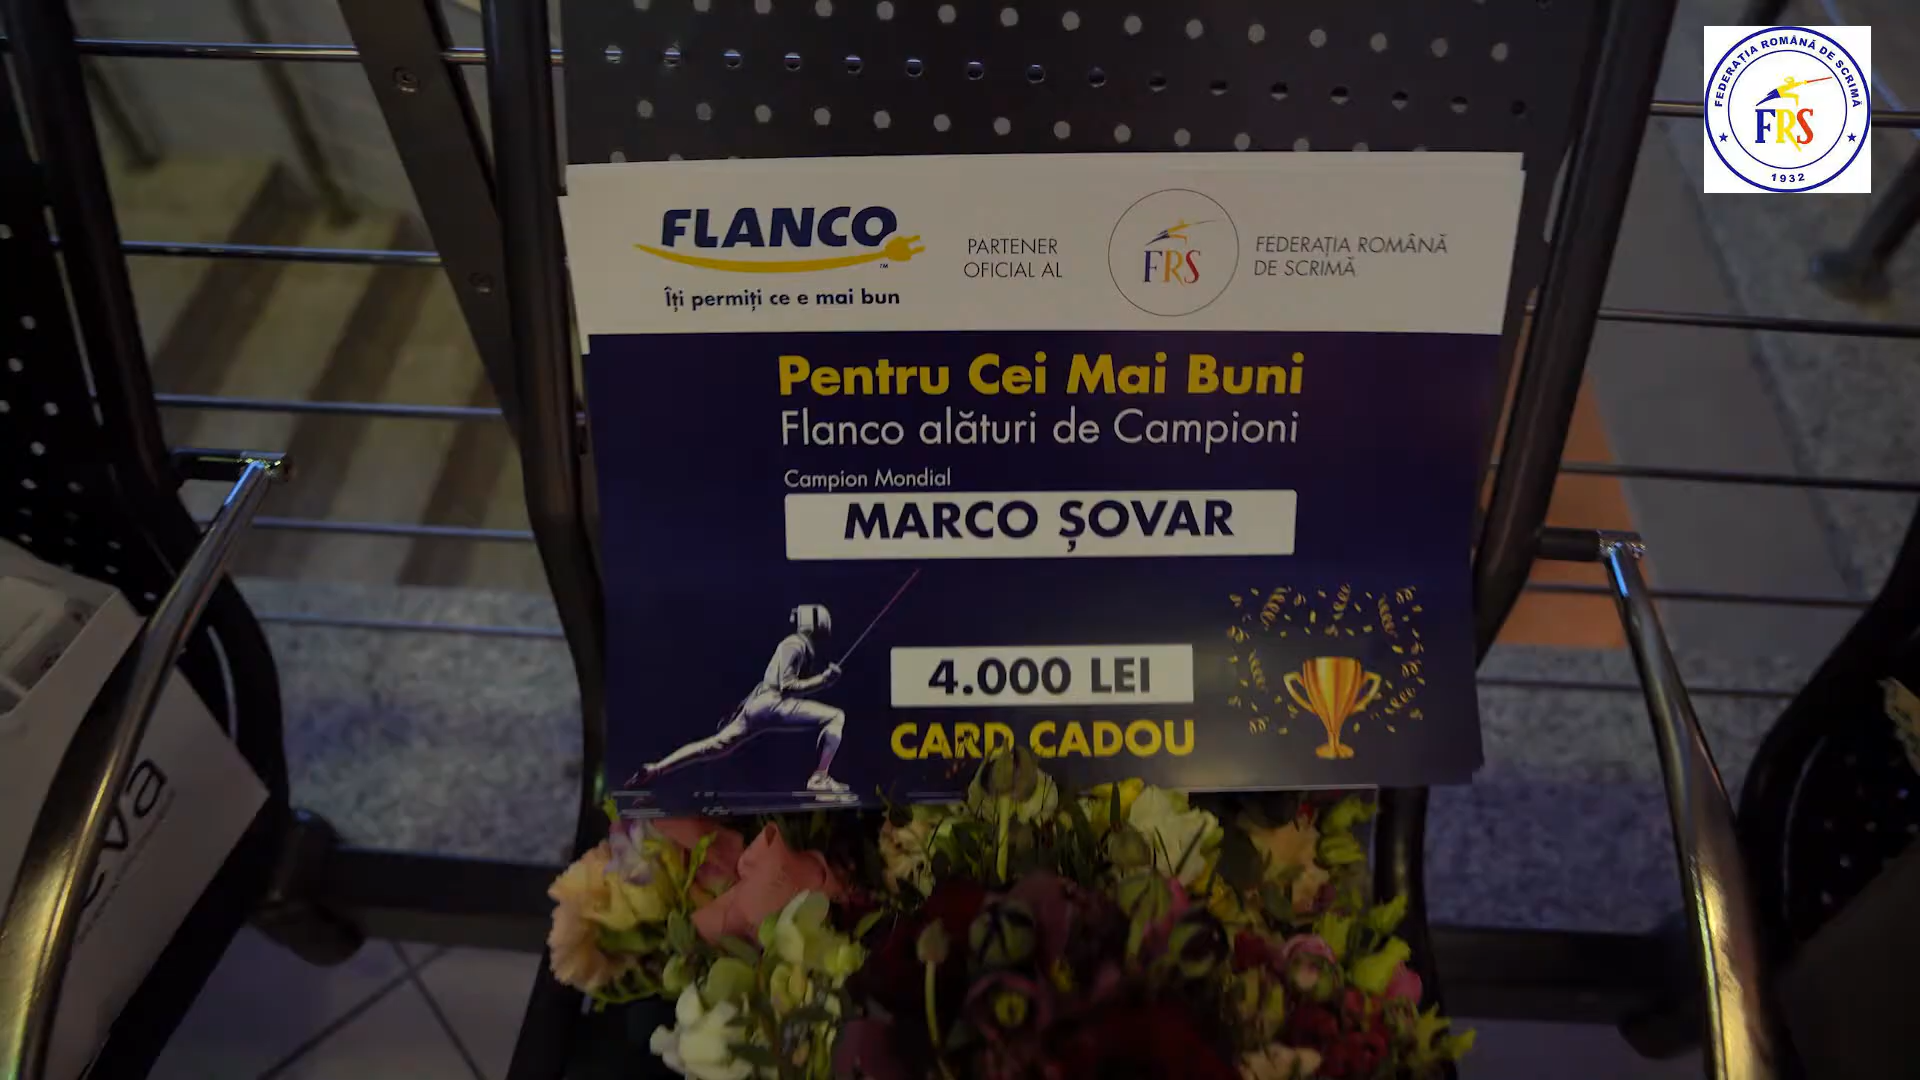 FEDERAȚIA ROMÂNĂ DE SCRIMĂ
FRS
1932
FLANCO
™
Îți permiți ce e mai bun
PARTENER
OFICIAL AL
FRS
FEDERAȚIA ROMÂNĂ
DE SCRIMĂ
Pentru Cei Mai Buni
Flanco alături de Campioni
Campion Mondial
MARCO ȘOVAR
4.000 LEI
CARD CADOU